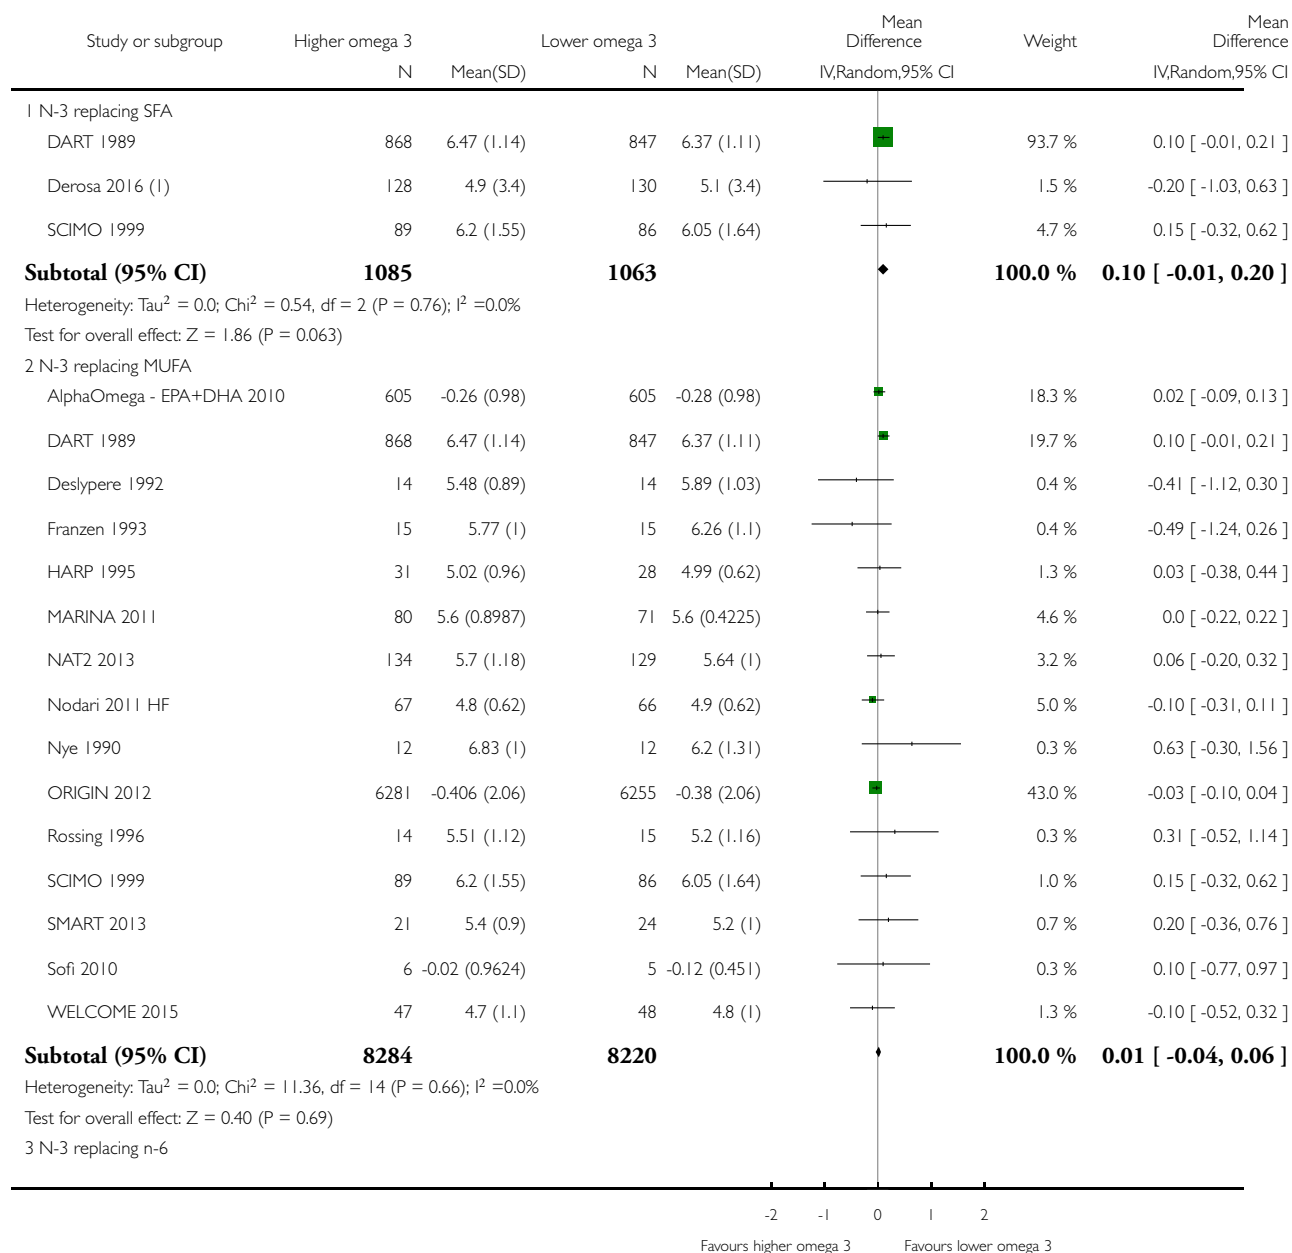 Study or subgroup Higher omega 3 Lower omega 3 Mean Difference Weight Mean Difference
N Mean(SD) N Mean(SD) IV,Random,95% CI IV,Random,95% CI
1 N-3 replacing SFA
DART 1989 868 6.47 (1.14) 847 6.37 (1.11) 93.7 % 0.10 [ -0.01, 0.21 ]
Derosa 2016 (1) 128 4.9 (3.4) 130 5.1 (3.4) 1.5 % -0.20 [ -1.03, 0.63 ]
SCIMO 1999 89 6.2 (1.55) 86 6.05 (1.64) 4.7 % 0.15 [ -0.32, 0.62 ]
Subtotal (95% CI) 1085 1063 100.0 % 0.10 [ -0.01, 0.20 ]
Heterogeneity: Tau² = 0.0; Chi² = 0.54, df = 2 (P = 0.76); I² =0.0%
Test for overall effect: Z = 1.86 (P = 0.063)
2 N-3 replacing MUFA
AlphaOmega - EPA+DHA 2010 605 -0.26 (0.98) 605 -0.28 (0.98) 18.3 % 0.02 [ -0.09, 0.13 ]
DART 1989 868 6.47 (1.14) 847 6.37 (1.11) 19.7 % 0.10 [ -0.01, 0.21 ]
Deslypere 1992 14 5.48 (0.89) 14 5.89 (1.03) 0.4 % -0.41 [ -1.12, 0.30 ]
Franzen 1993 15 5.77 (1) 15 6.26 (1.1) 0.4 % -0.49 [ -1.24, 0.26 ]
HARP 1995 31 5.02 (0.96) 28 4.99 (0.62) 1.3 % 0.03 [ -0.38, 0.44 ]
MARINA 2011 80 5.6 (0.8987) 71 5.6 (0.4225) 4.6 % 0.0 [ -0.22, 0.22 ]
NAT2 2013 134 5.7 (1.18) 129 5.64 (1) 3.2 % 0.06 [ -0.20, 0.32 ]
Nodari 2011 HF 67 4.8 (0.62) 66 4.9 (0.62) 5.0 % -0.10 [ -0.31, 0.11 ]
Nye 1990 12 6.83 (1) 12 6.2 (1.31) 0.3 % 0.63 [ -0.30, 1.56 ]
ORIGIN 2012 6281 -0.406 (2.06) 6255 -0.38 (2.06) 43.0 % -0.03 [ -0.10, 0.04 ]
Rossing 1996 14 5.51 (1.12) 15 5.2 (1.16) 0.3 % 0.31 [ -0.52, 1.14 ]
SCIMO 1999 89 6.2 (1.55) 86 6.05 (1.64) 1.0 % 0.15 [ -0.32, 0.62 ]
SMART 2013 21 5.4 (0.9) 24 5.2 (1) 0.7 % 0.20 [ -0.36, 0.76 ]
Sofi 2010 6 -0.02 (0.9624) 5 -0.12 (0.451) 0.3 % 0.10 [ -0.77, 0.97 ]
WELCOME 2015 47 4.7 (1.1) 48 4.8 (1) 1.3 % -0.10 [ -0.52, 0.32 ]
Subtotal (95% CI) 8284 8220 100.0 % 0.01 [ -0.04, 0.06 ]
Heterogeneity: Tau² = 0.0; Chi² = 11.36, df = 14 (P = 0.66); I² =0.0%
Test for overall effect: Z = 0.40 (P = 0.69)
3 N-3 replacing n-6
-2 -1 0 1 2
Favours higher omega 3 Favours lower omega 3